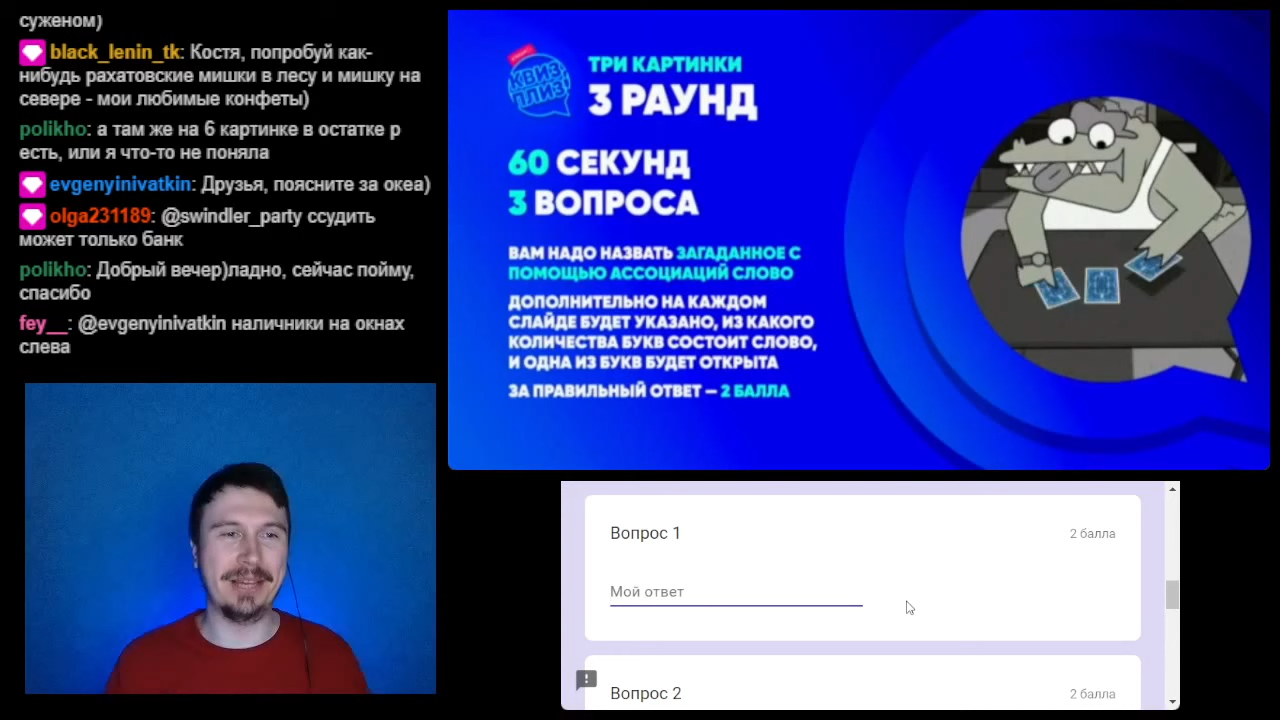 суженом)
black_lenin_tk: Костя, попробуй как-
нибудь рахатовские мишки в лесу и мишку на
севере - мои любимые конфеты)
polikho: а там же на 6 картинке в остатке р
есть, или я что-то не поняла
evgenyinivatkin: Друзья, поясните за океа)
olga231189: @swindler_party ссудить
может только банк
polikho: Добрый вечер)ладно, сейчас пойму,
спасибо
fey__: @evgenyinivatkin наличники на окнах
слева
КВИЗ
ПЛИЗ!
ТРИ КАРТИНКИ
3 РАУНД
60 СЕКУНД
3 ВОПРОСА
ВАМ НАДО НАЗВАТЬ ЗАГАДАННОЕ С
ПОМОЩЬЮ АССОЦИАЦИЙ СЛОВО
ДОПОЛНИТЕЛЬНО НА КАЖДОМ
СЛАЙДЕ БУДЕТ УКАЗАНО, ИЗ КАКОГО
КОЛИЧЕСТВА БУКВ СОСТОИТ СЛОВО,
И ОДНА ИЗ БУКВ БУДЕТ ОТКРЫТА
ЗА ПРАВИЛЬНЫЙ ОТВЕТ — 2 БАЛЛА
Вопрос 1
2 балла
Мой ответ
Вопрос 2
2 балла